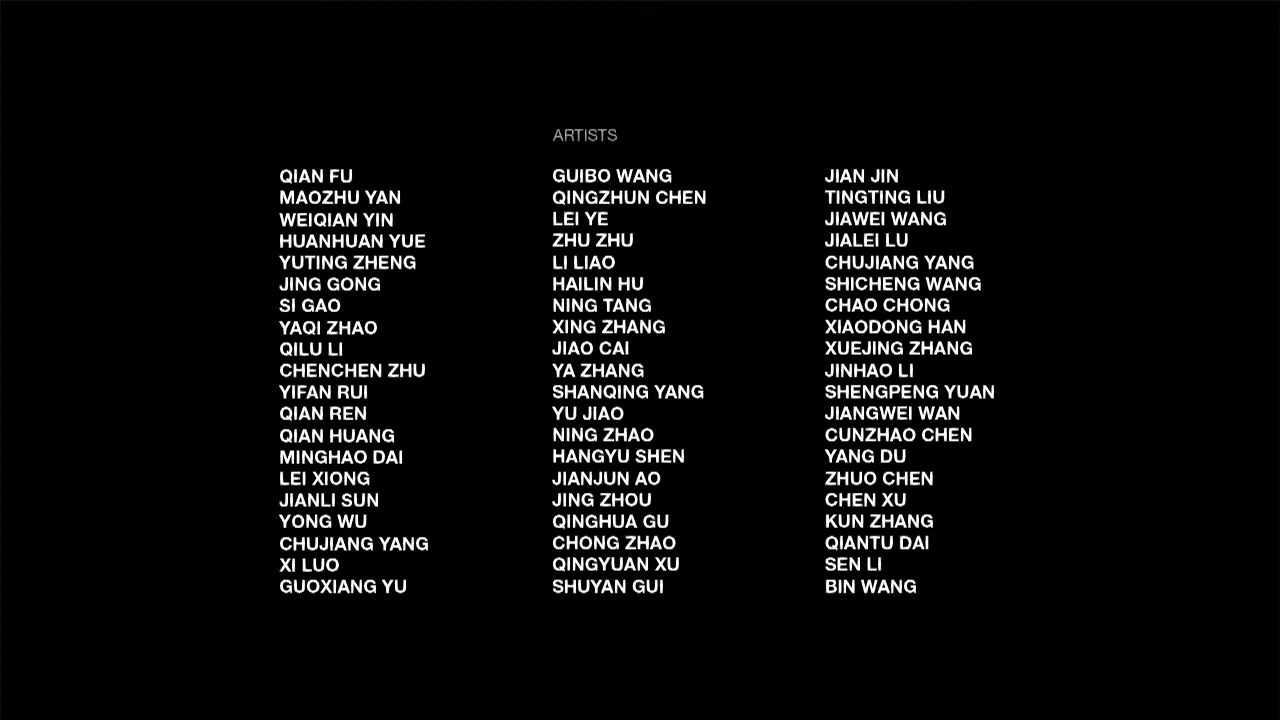 ARTISTS
QIAN FU
MAOZHU YAN
WEIQIAN YIN
HUANHUAN YUE
YUTING ZHENG
JING GONG
SI GAO
YAQI ZHAO
QILU LI
CHENCHEN ZHU
YIFAN RUI
QIAN REN
QIAN HUANG
MINGHAO DAI
LEI XIONG
JIANLI SUN
YONG WU
CHUJIANG YANG
XI LUO
GUOXIANG YU
GUIBO WANG
QINGZHUN CHEN
LEI YE
ZHU ZHU
LI LIAO
HAILIN HU
NING TANG
XING ZHANG
JIAO CAI
YA ZHANG
SHANQING YANG
YU JIAO
NING ZHAO
HANGYU SHEN
JIANJUN AO
JING ZHOU
QINGHUA GU
CHONG ZHAO
QINGYUAN XU
SHUYAN GUI
JIAN JIN
TINGTING LIU
JIAWEI WANG
JIALEI LU
CHUJIANG YANG
SHICHENG WANG
CHAO CHONG
XIAODONG HAN
XUEJING ZHANG
JINHAO LI
SHENGPENG YUAN
JIANGWEI WAN
CUNZHAO CHEN
YANG DU
ZHUO CHEN
CHEN XU
KUN ZHANG
QIANTU DAI
SEN LI
BIN WANG